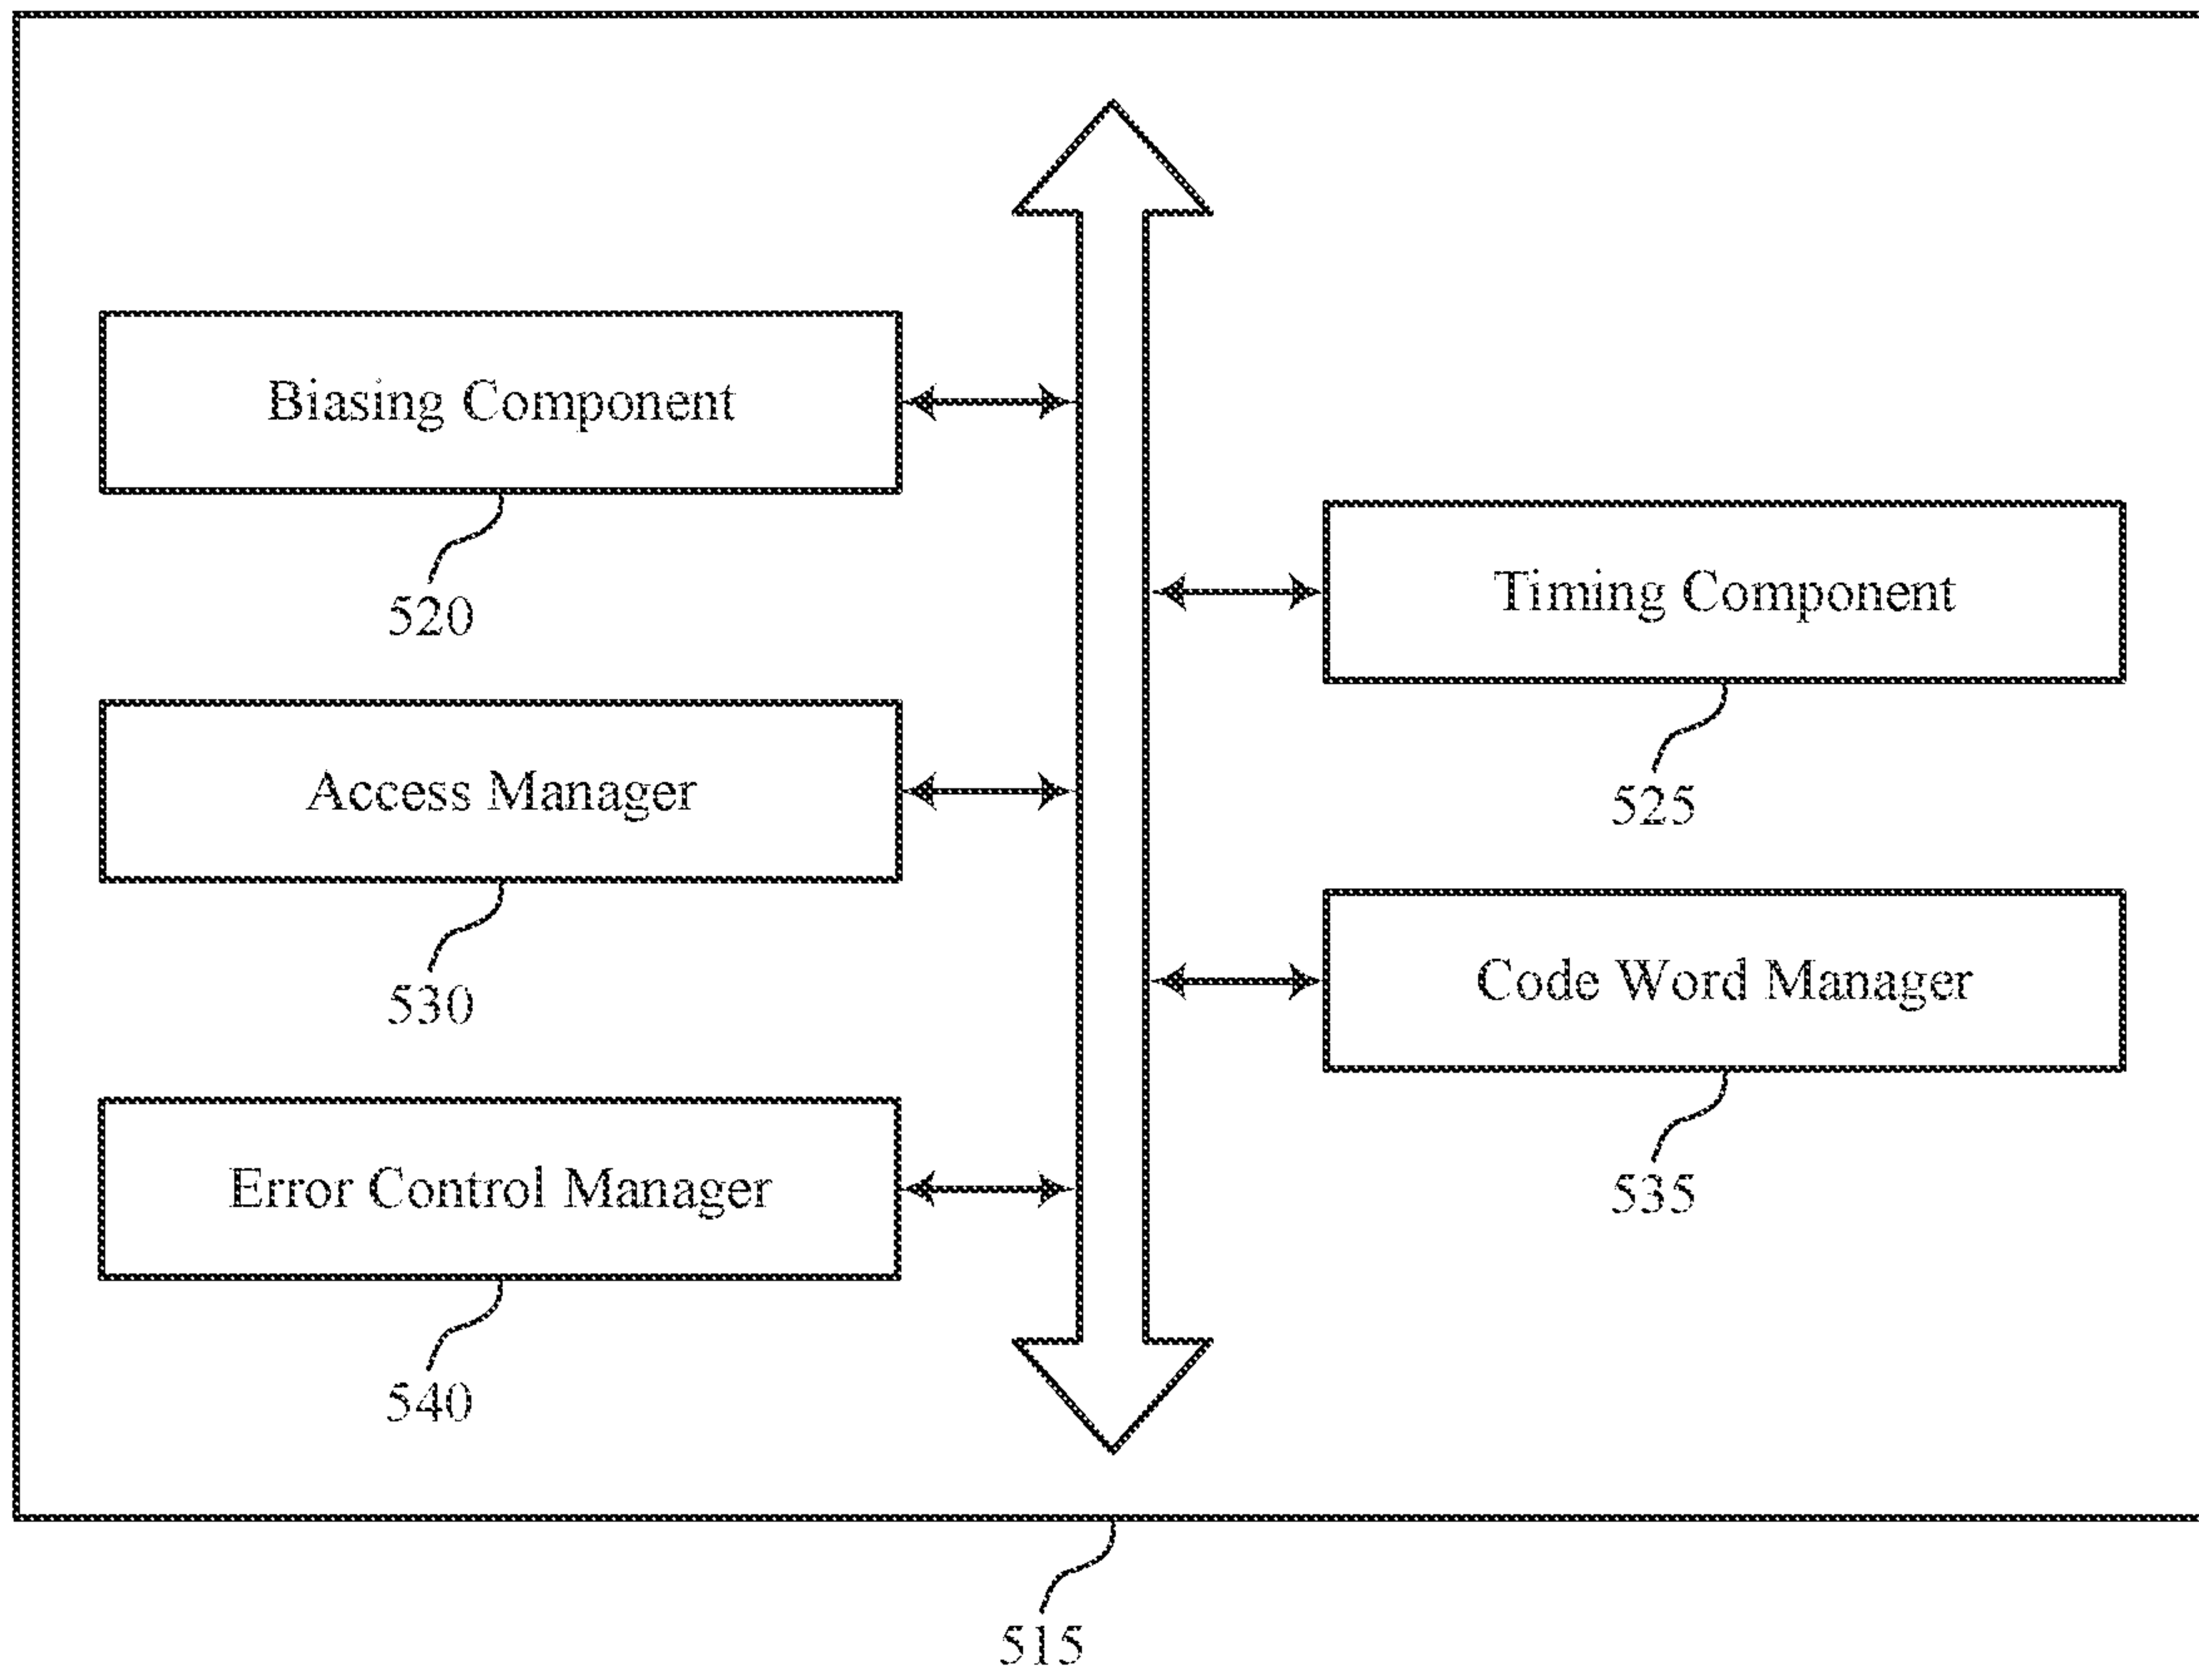 Biasing Component
520
Timing Component
525
Access Manager
530
Code Word Manager
535
Error Control Manager
540
515